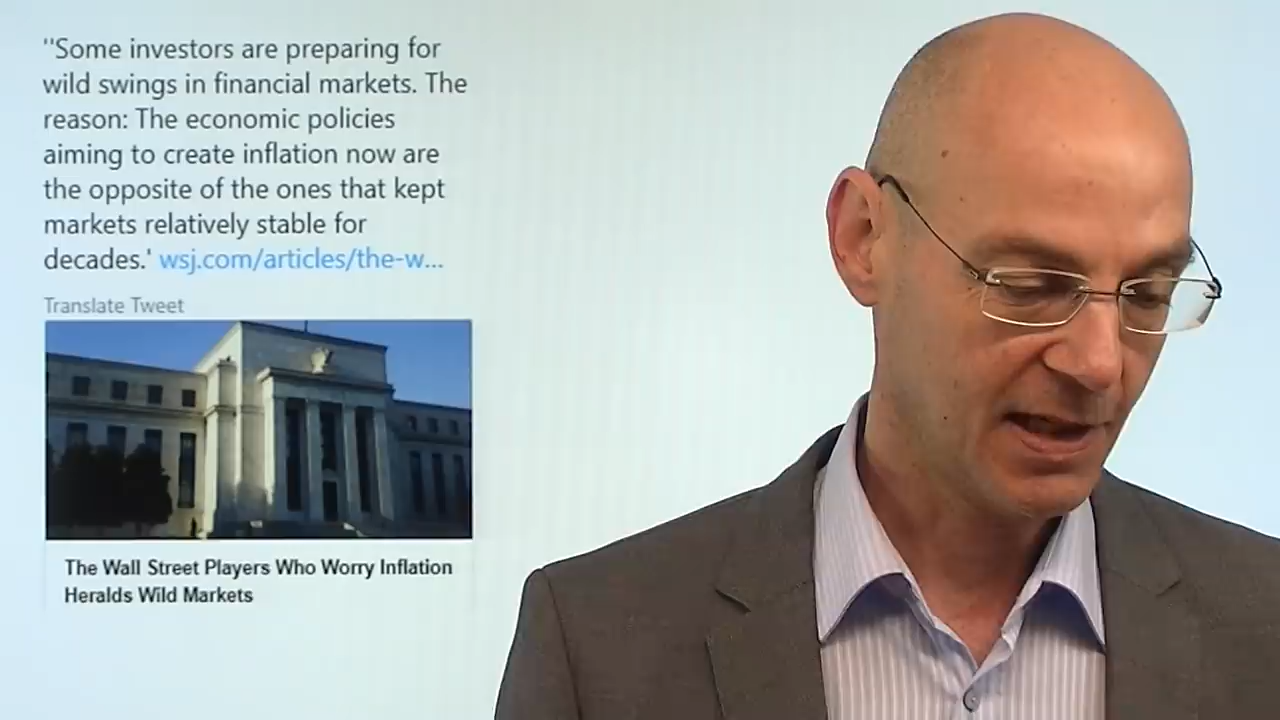 "Some investors are preparing for
wild swings in financial markets. The
reason: The economic policies
aiming to create inflation now are
the opposite of the ones that kept
markets relatively stable for
decades.' wsj.com/articles/the-w...
Translate Tweet
The Wall Street Players Who Worry Inflation
Heralds Wild Markets